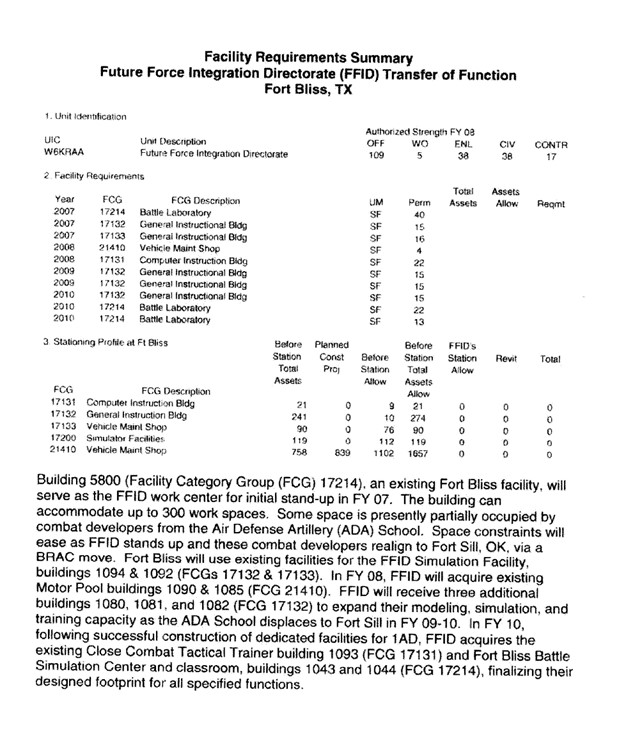 Facility Requirements Summary
Future Force Integration Directorate (FFID) Transfer of Function
Fort Bliss, TX
1. Unit Identification
Authorized Strength FY 08
UIC Unit Description OFF WO ENL CIV CONTR
W6KRAA Future Force Integration Directorate 109 5 38 38 17
2. Facility Requirements
Total Assets
Year FCG FCG Description UM Perm Assets Allow Reqmt
2007 17214 Battle Laboratory SF 40
2007 17132 General Instructional Bldg SF 15
2007 17133 General Instructional Bldg SF 16
2008 21410 Vehicle Maint Shop SF 4
2008 17131 Computer Instruction Bldg SF 22
2009 17132 General Instructional Bldg SF 15
2009 17132 General Instructional Bldg SF 15
2010 17132 General Instructional Bldg SF 15
2010 17214 Battle Laboratory SF 22
2010 17214 Battle Laboratory SF 13
3. Stationing Profile at Ft Bliss Before Planned Before FFID's
Station Const Before Station Station Revit Total
Total Proj Station Total Allow
Assets Allow Assets
Allow
FCG FCG Description
17131 Computer Instruction Bldg 21 0 9 21 0 0 0
17132 General Instruction Bldg 241 0 10 274 0 0 0
17133 Vehicle Maint Shop 90 0 76 90 0 0 0
17200 Simulator Facilities 119 0 112 119 0 0 0
21410 Vehicle Maint Shop 758 839 1102 1657 0 0 0
Building 5800 (Facility Category Group (FCG) 17214), an existing Fort Bliss facility, will
serve as the FFID work center for initial stand-up in FY 07. The building can
accommodate up to 300 work spaces. Some space is presently partially occupied by
combat developers from the Air Defense Artillery (ADA) School. Space constraints will
ease as FFID stands up and these combat developers realign to Fort Sill, OK, via a
BRAC move. Fort Bliss will use existing facilities for the FFID Simulation Facility,
buildings 1094 & 1092 (FCGs 17132 & 17133). In FY 08, FFID will acquire existing
Motor Pool buildings 1090 & 1085 (FCG 21410). FFID will receive three additional
buildings 1080, 1081, and 1082 (FCG 17132) to expand their modeling, simulation, and
training capacity as the ADA School displaces to Fort Sill in FY 09-10. In FY 10,
following successful construction of dedicated facilities for 1AD, FFID acquires the
existing Close Combat Tactical Trainer building 1093 (FCG 17131) and Fort Bliss Battle
Simulation Center and classroom, buildings 1043 and 1044 (FCG 17214), finalizing their
designed footprint for all specified functions.